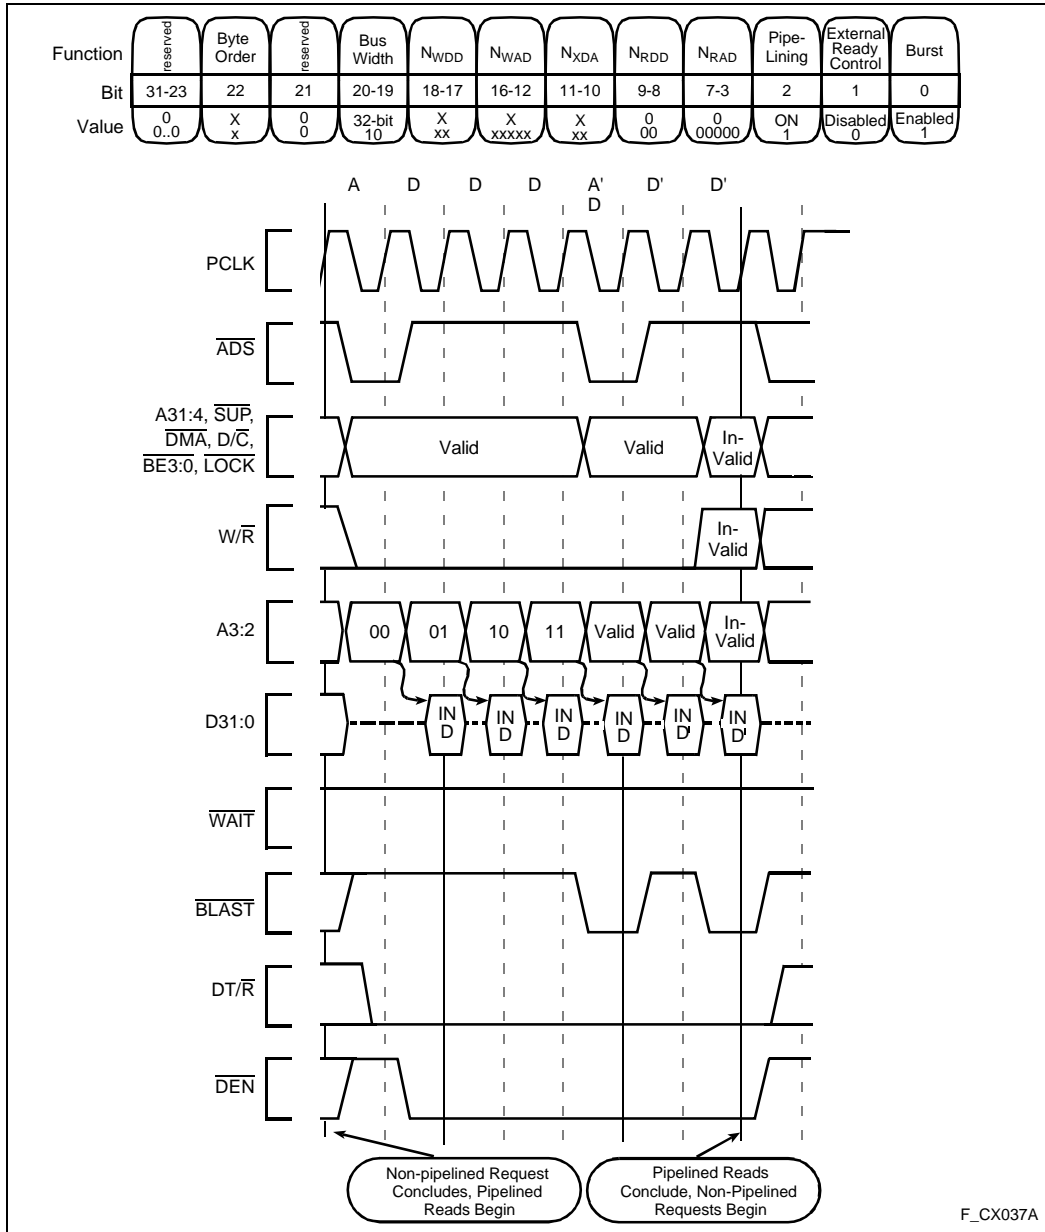 Function reserved Byte Order reserved Bus Width NWDD NWAD NXDA NRDD NRAD Pipe-Lining External Ready Control Burst
Bit 31-23 22 21 20-19 18-17 16-12 11-10 9-8 7-3 2 1 0
Value 0 X 0 32-bit X X X 0 0 ON Disabled Enabled
0..0 x 0 10 xx xxxxx xx 00 00000 1 0 1
A D D D A' D' D'
D
PCLK
ADS
A31:4, SUP,
DMA, D/C,
BE3:0, LOCK
Valid Valid In-
Valid
W/R
In-
Valid
A3:2
00 01 10 11 Valid Valid In-
Valid
D31:0
IN IN IN IN IN IN
D D D D D' D'
WAIT
BLAST
DT/R
DEN
Non-pipelined Request
Concludes, Pipelined
Reads Begin
Pipelined Reads
Conclude, Non-Pipelined
Requests Begin
F_CX037A